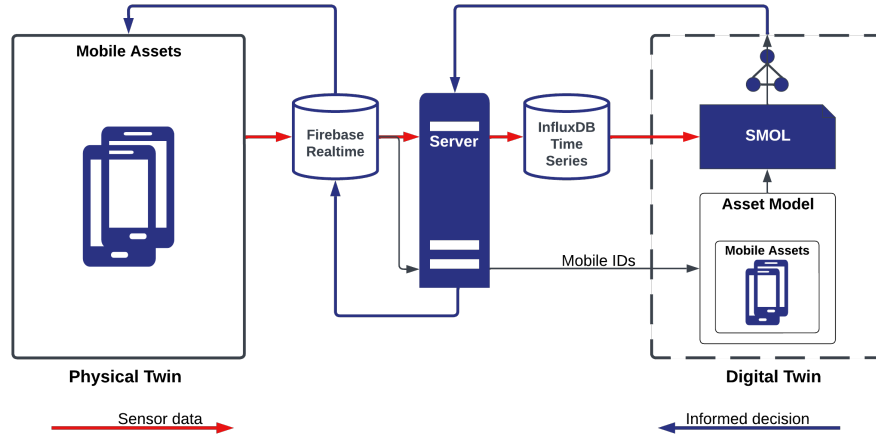 Mobile Assets
Firebase
Realtime
Server
InfluxDB
Time
Series
SMOL
Asset Model
Mobile Assets
Mobile IDs
Physical Twin
Digital Twin
Sensor data
Informed decision